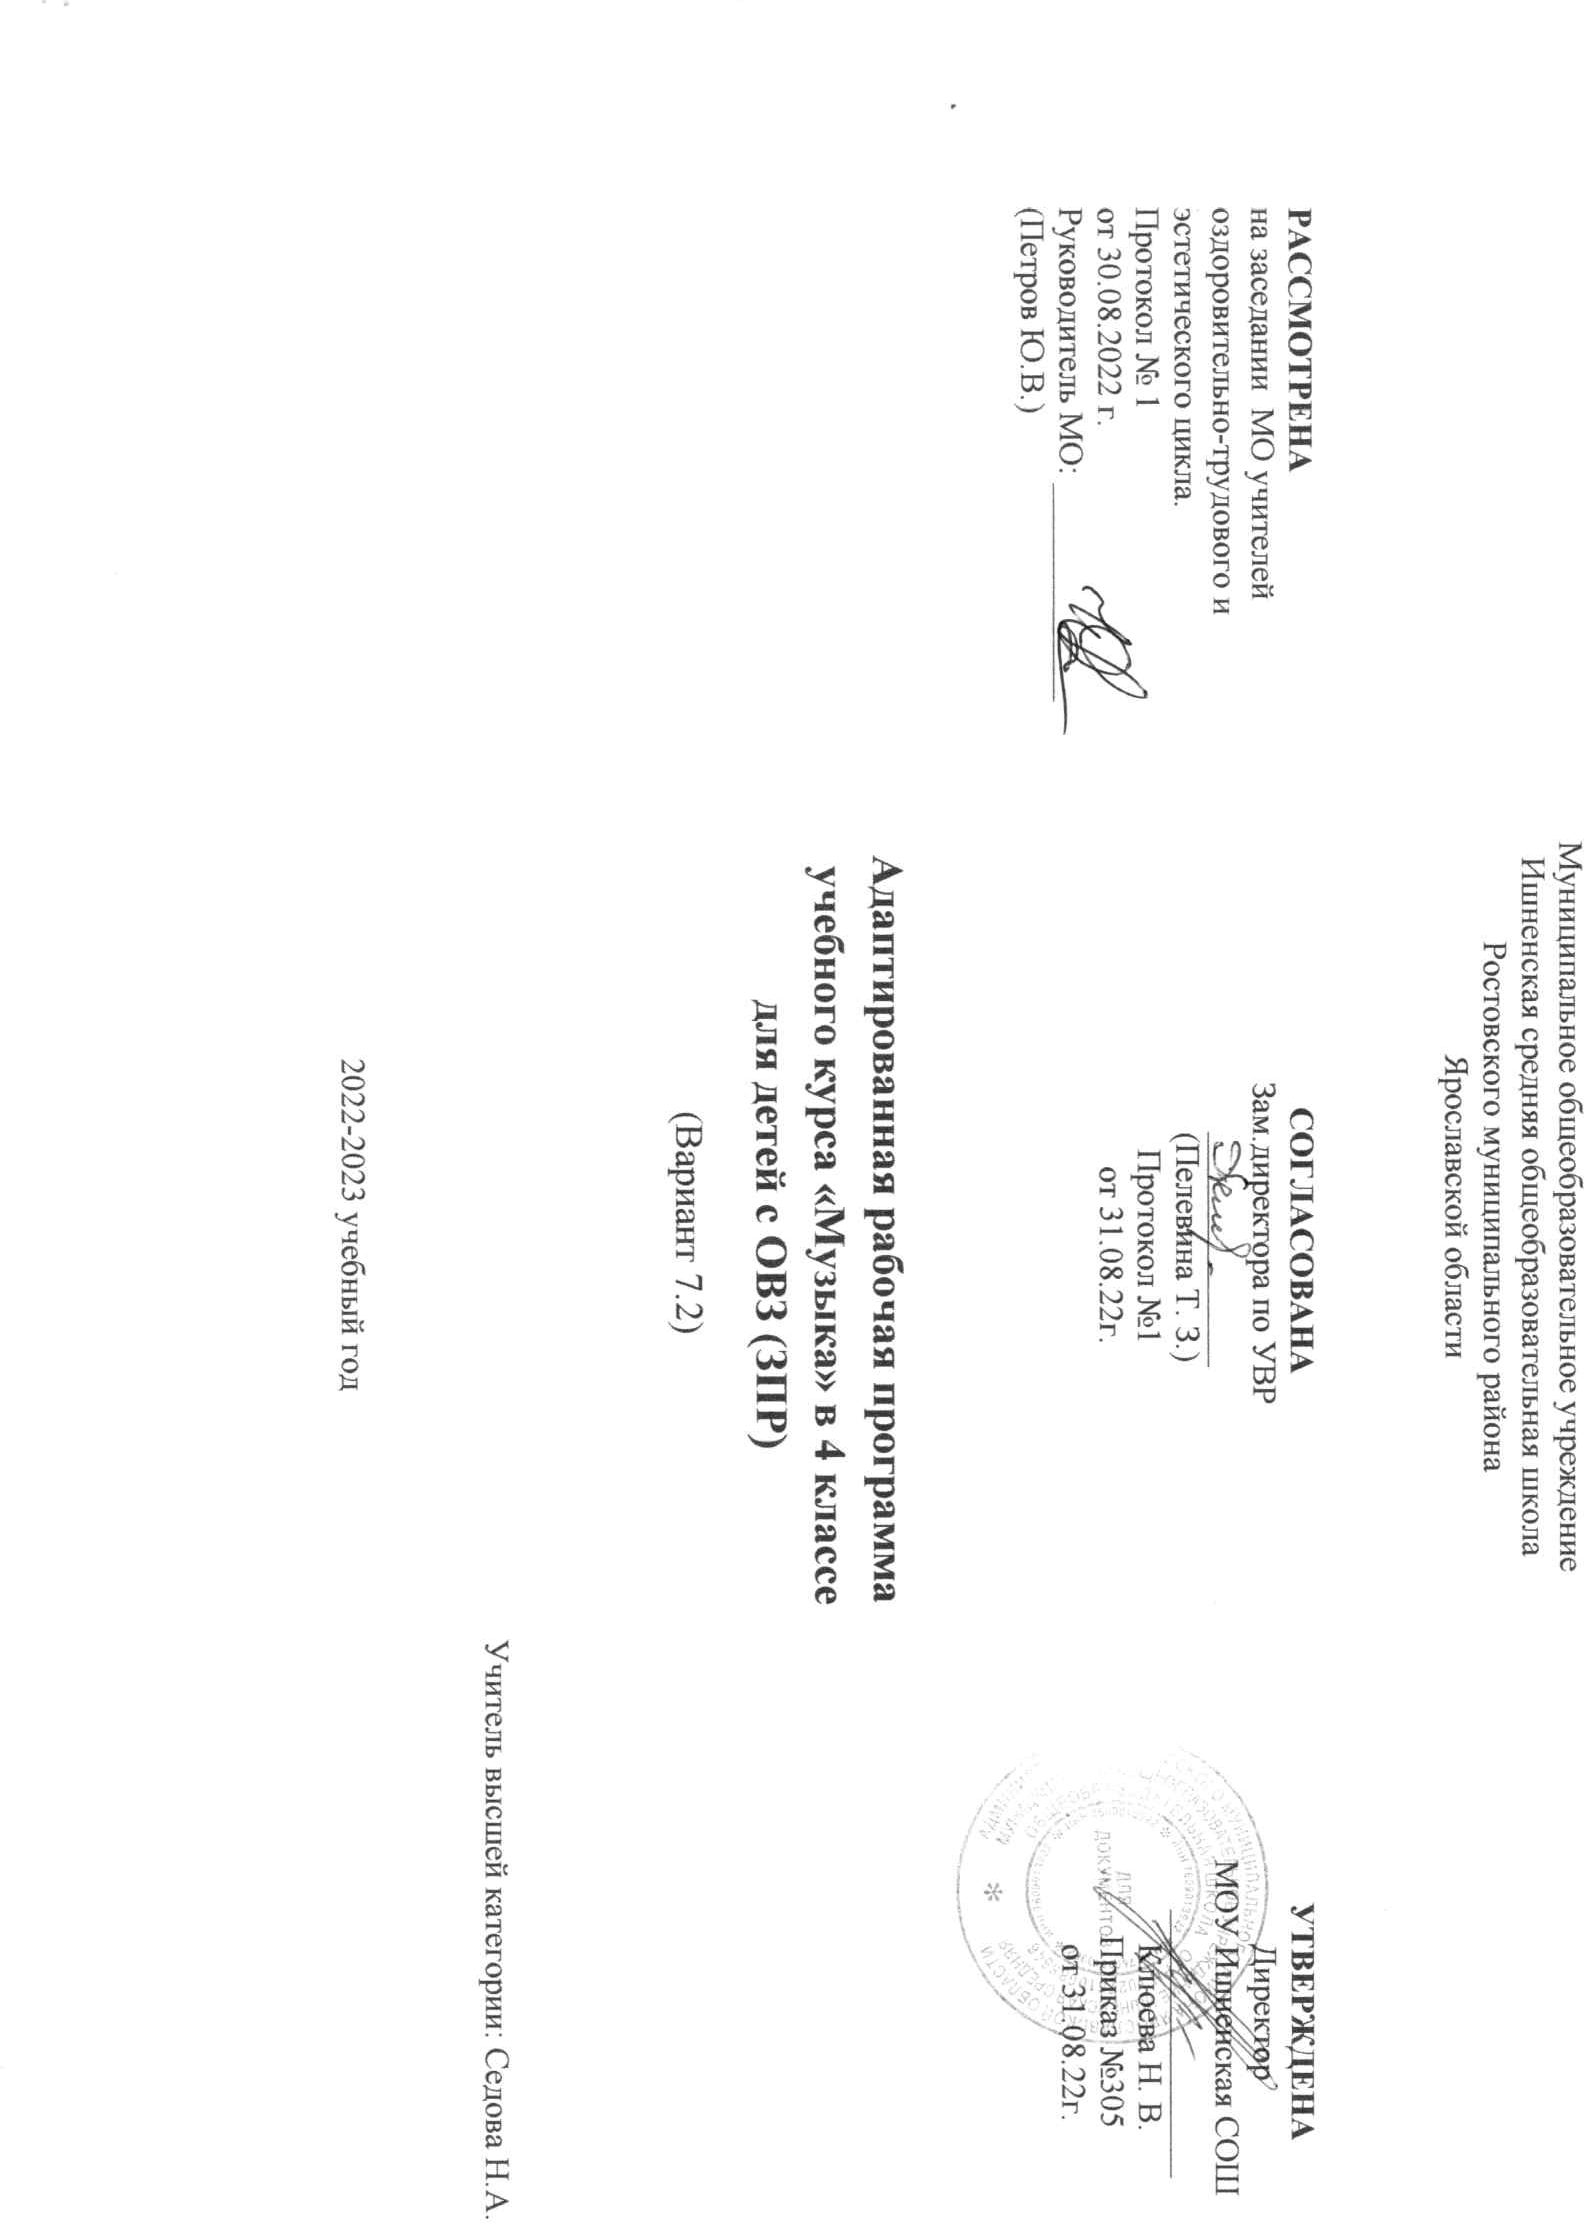 Муниципальное общеобразовательное учреждение
Ишненская средняя общеобразовательная школа
Ростовского муниципального района
Ярославской области
РАССМОТРЕНА
на заседании МО учителей
оздоровительно-трудового и
эстетического цикла.
Протокол № 1
от 30.08.2022 г.
Руководитель МО:
(Петров Ю.В.)
СОГЛАСОВАНА
Зам.директора по УВР
(Пелевина Т. З.)
Протокол №1
от 31.08.22г.
УТВЕРЖДЕНА
Директор
МОУ Ишненская СОШ
Клюева Н. В.
Приказ №305
от 31.08.22г.
ДЛЯ
ДОКУМЕНТОВ
Адаптированная рабочая программа
учебного курса «Музыка» в 4 классе
для детей с ОВЗ (ЗПР)
(Вариант 7.2)
Учитель высшей категории: Седова Н.А.
2022-2023 учебный год